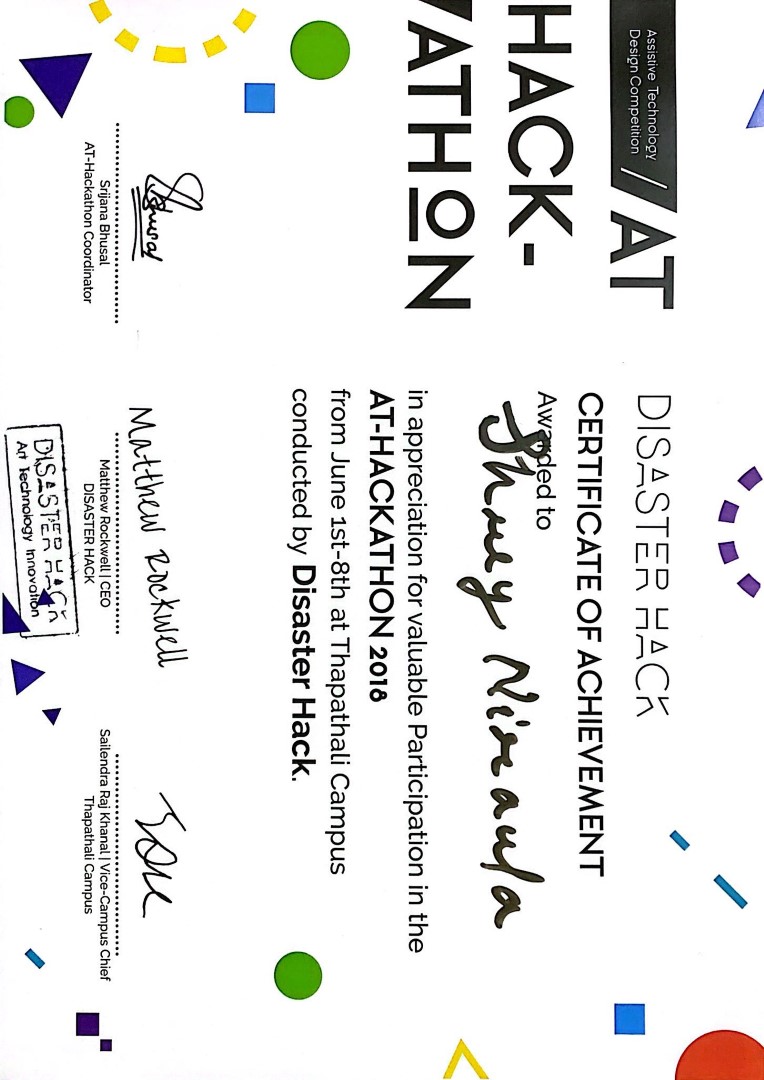 Assistive Technology
Design Competition
AT
HACK-
ATHON
DISASTER HACK
CERTIFICATE OF ACHIEVEMENT
Awarded to
Shrey Niraula
in appreciation for valuable Participation in the
AT-HACKATHON 2018
from June 1st-8th at Thapathali Campus
conducted by Disaster Hack.
Bhusal
Matthew Rockwell
Srijana Bhusal
AT-Hackathon Coordinator
Matthew Rockwell | CEO
DISASTER HACK
Sailendra Raj Khanal | Vice-Campus Chief
Thapathali Campus
DISASTER HACK
Art Technology Innovation